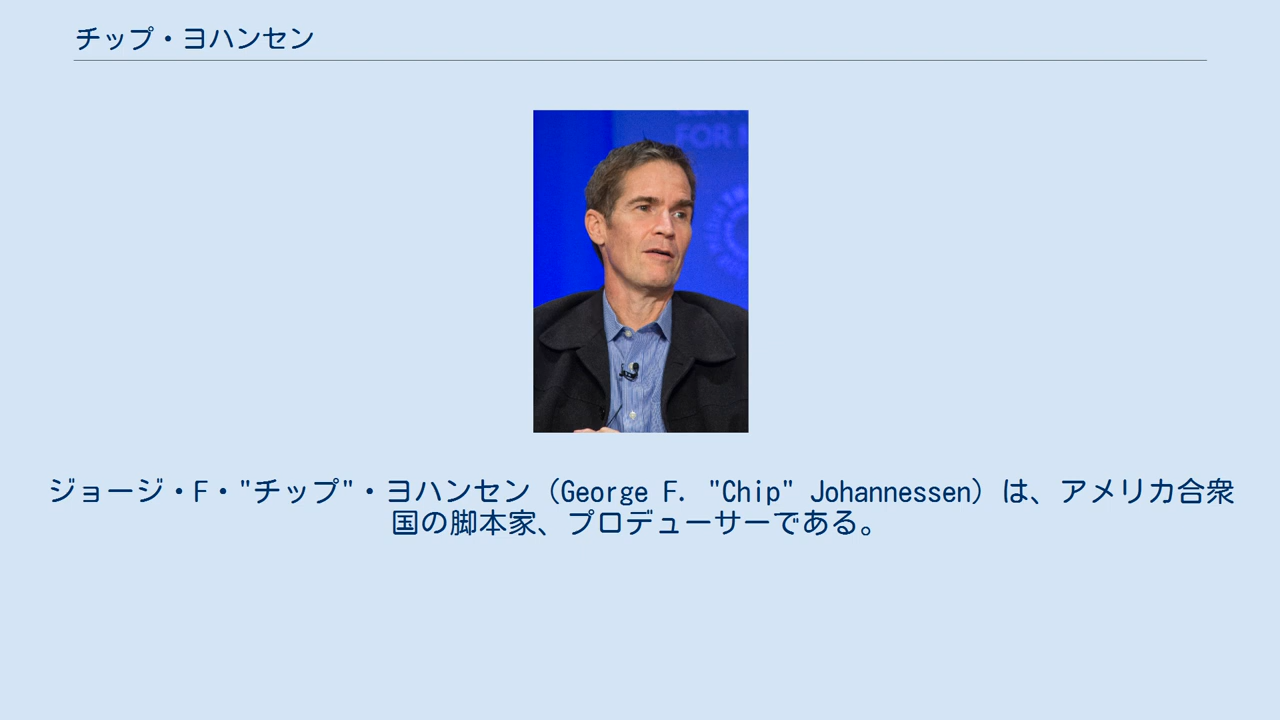 チップ・ヨハンセン
FOR
ジョージ・F・"チップ"・ヨハンセン（George F. "Chip" Johannessen）は、アメリカ合衆
国の脚本家、プロデューサーである。